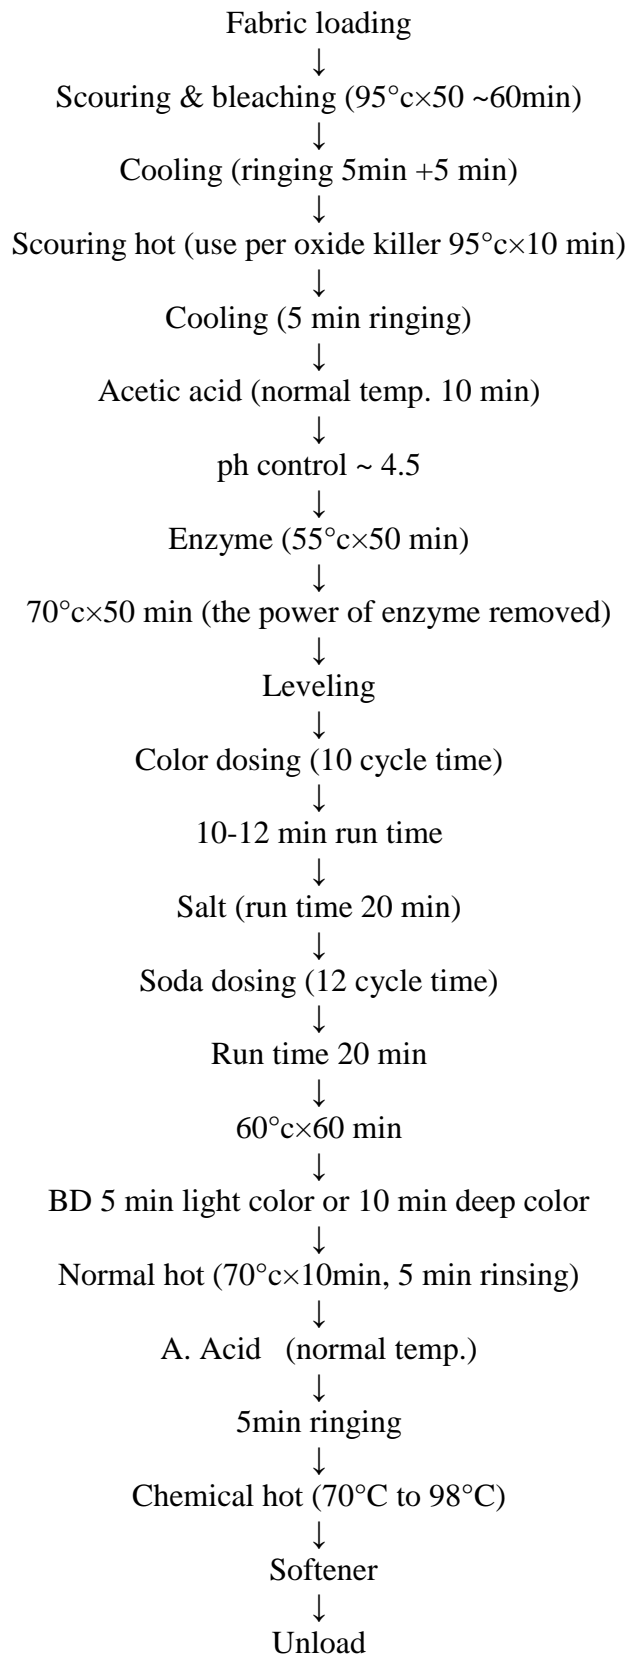 Fabric loading
↓
Scouring & bleaching (95°c×50 ~60min)
↓
Cooling (ringing 5min +5 min)
↓
Scouring hot (use per oxide killer 95°c×10 min)
↓
Cooling (5 min ringing)
↓
Acetic acid (normal temp. 10 min)
↓
ph control ~ 4.5
↓
Enzyme (55°c×50 min)
↓
70°c×50 min (the power of enzyme removed)
↓
Leveling
↓
Color dosing (10 cycle time)
↓
10-12 min run time
↓
Salt (run time 20 min)
↓
Soda dosing (12 cycle time)
↓
Run time 20 min
↓
60°c×60 min
↓
BD 5 min light color or 10 min deep color
↓
Normal hot (70°c×10min, 5 min rinsing)
↓
A. Acid (normal temp.)
↓
5min ringing
↓
Chemical hot (70°C to 98°C)
↓
Softener
↓
Unload